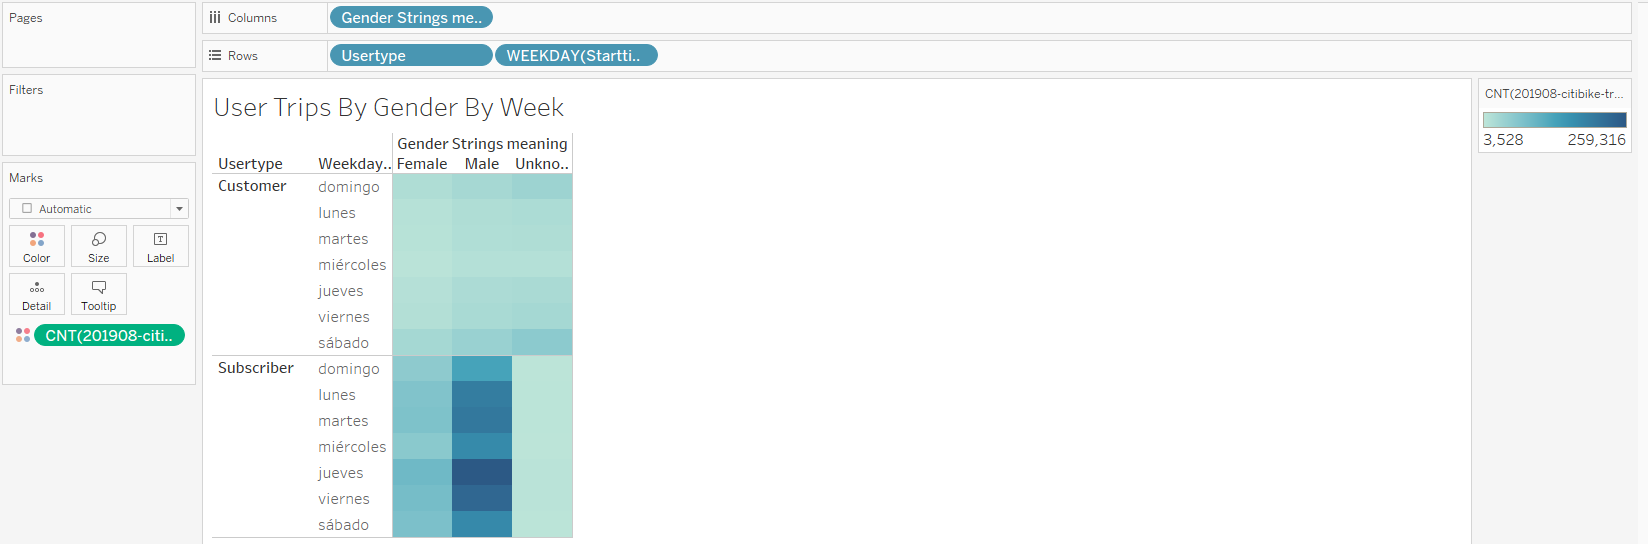 Pages
Columns
Gender Strings me..
Rows
Usertype
WEEKDAY(Startti..
Filters
User Trips By Gender By Week
CNT(201908-citibike-tr...
3,528 259,316
Gender Strings meaning
Usertype Weekday.. Female Male Unkno..
Marks
Automatic
Color Size Label
Detail Tooltip
CNT(201908-citi..
Customer domingo
lunes
martes
miércoles
jueves
viernes
sábado
Subscriber domingo
lunes
martes
miércoles
jueves
viernes
sábado